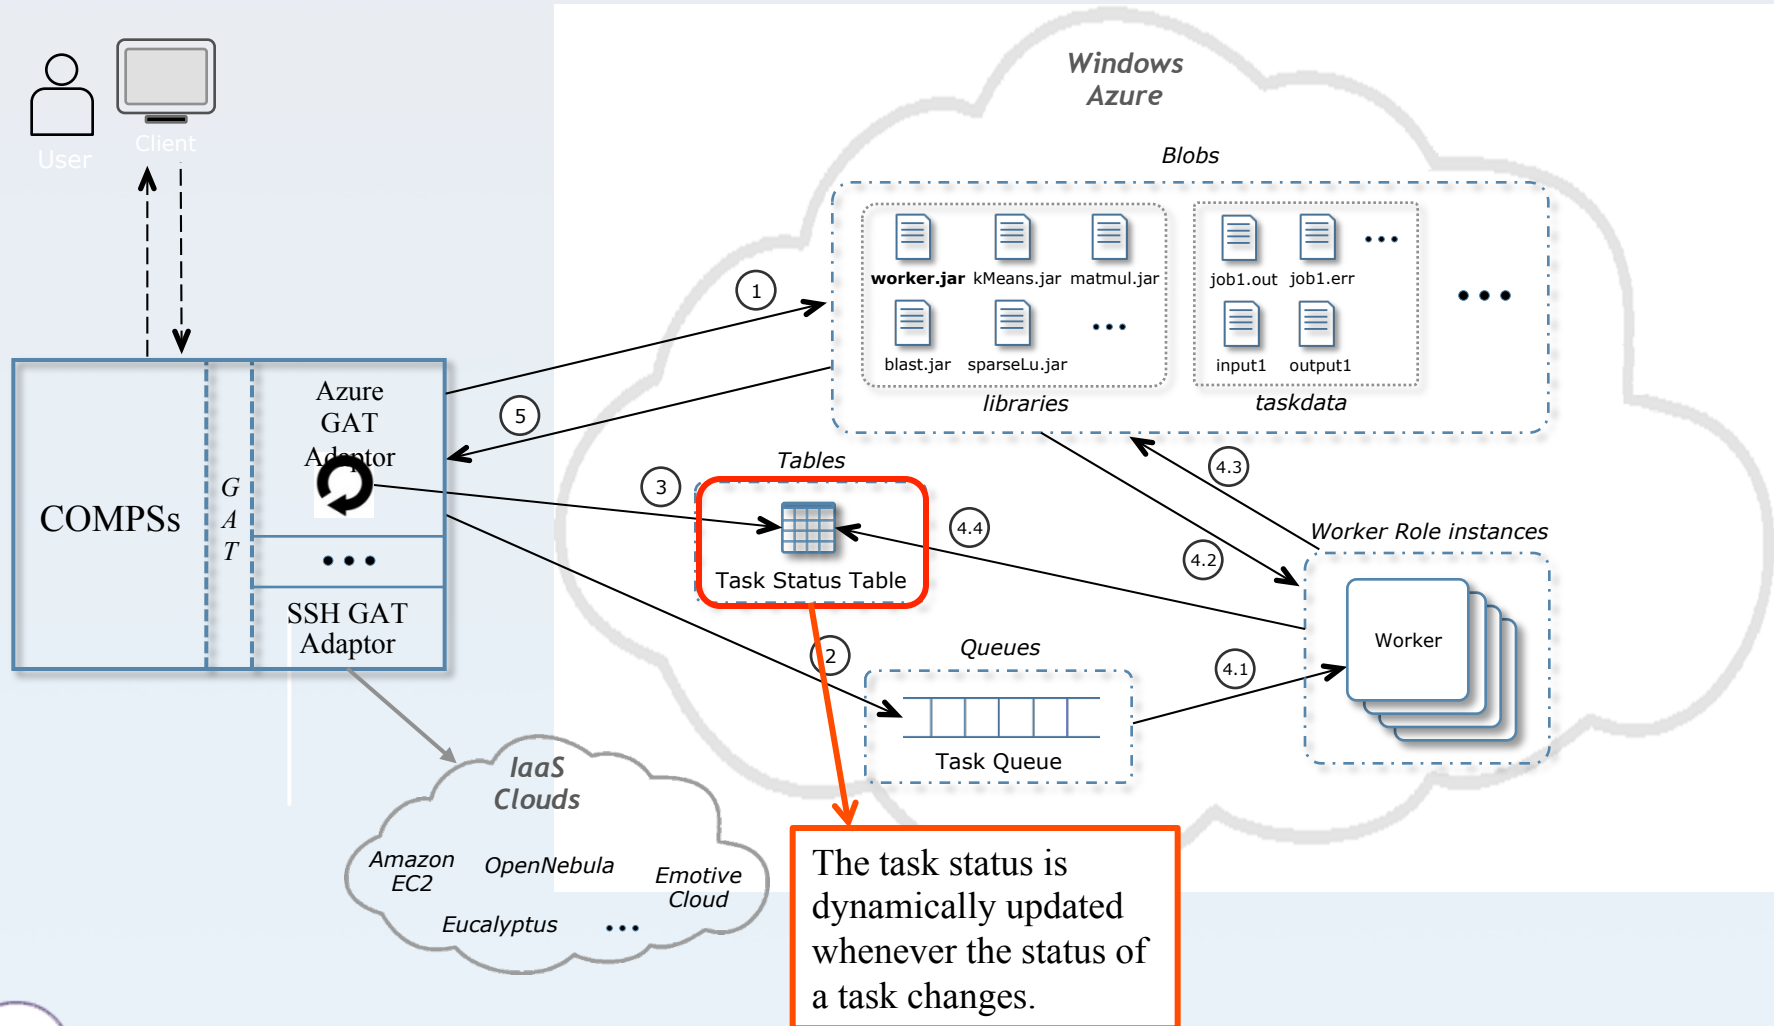 Windows
Azure
User
Client
Blobs
worker.jar kMeans.jar matmul.jar
blast.jar sparseLu.jar
libraries
job1.out job1.err
input1 output1
taskdata
1
5
3
2
4.3
4.4
4.2
4.1
COMPSs
G
A
T
Azure
GAT
Adaptor
SSH GAT
Adaptor
Tables
Task Status Table
Worker Role instances
Worker
Queues
Task Queue
IaaS
Clouds
Amazon
EC2
OpenNebula
Emotive
Cloud
Eucalyptus
The task status is
dynamically updated
whenever the status of
a task changes.